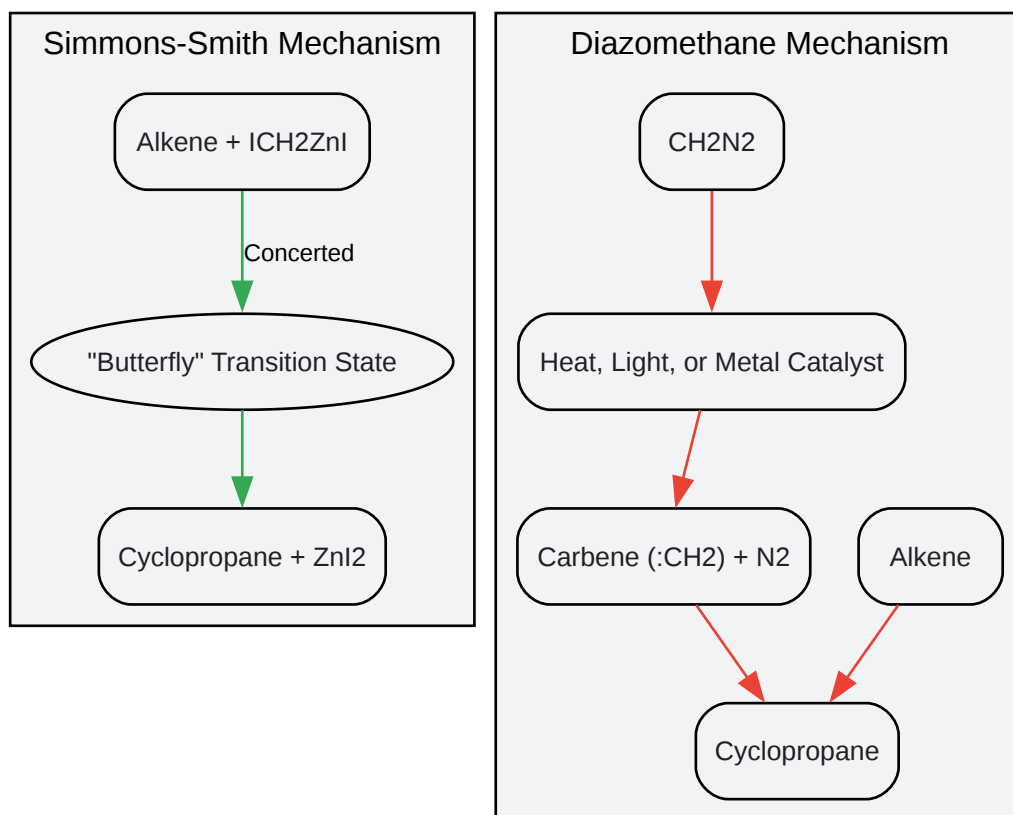 Simmons-Smith Mechanism
Alkene + ICH2ZnI
Concerted
"Butterfly" Transition State
Cyclopropane + ZnI2
Diazomethane Mechanism
CH2N2
Heat, Light, or Metal Catalyst
Carbene (:CH2) + N2
Alkene
Cyclopropane